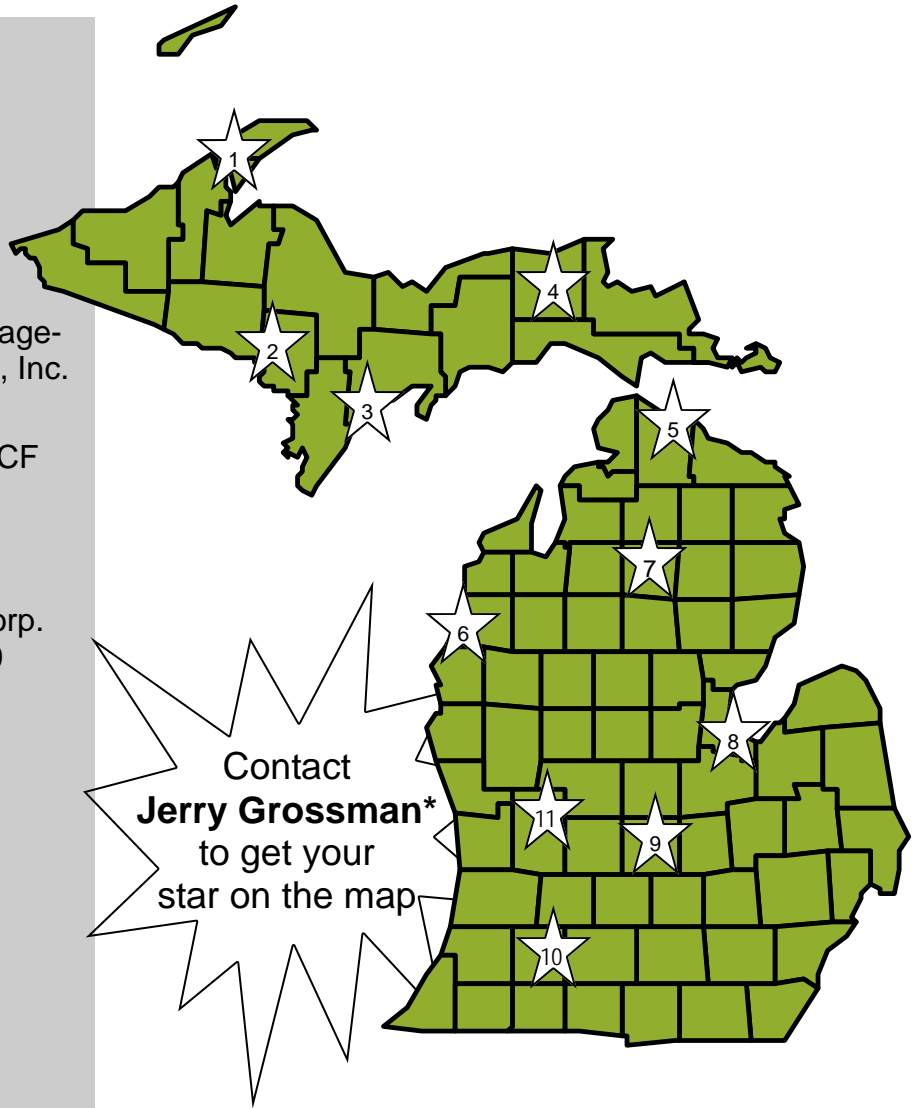 age-
, Inc.
CF
orp.
)
Contact
Jerry Grossman*
to get your
star on the map
1
2
3
4
5
6
7
8
9
10
11